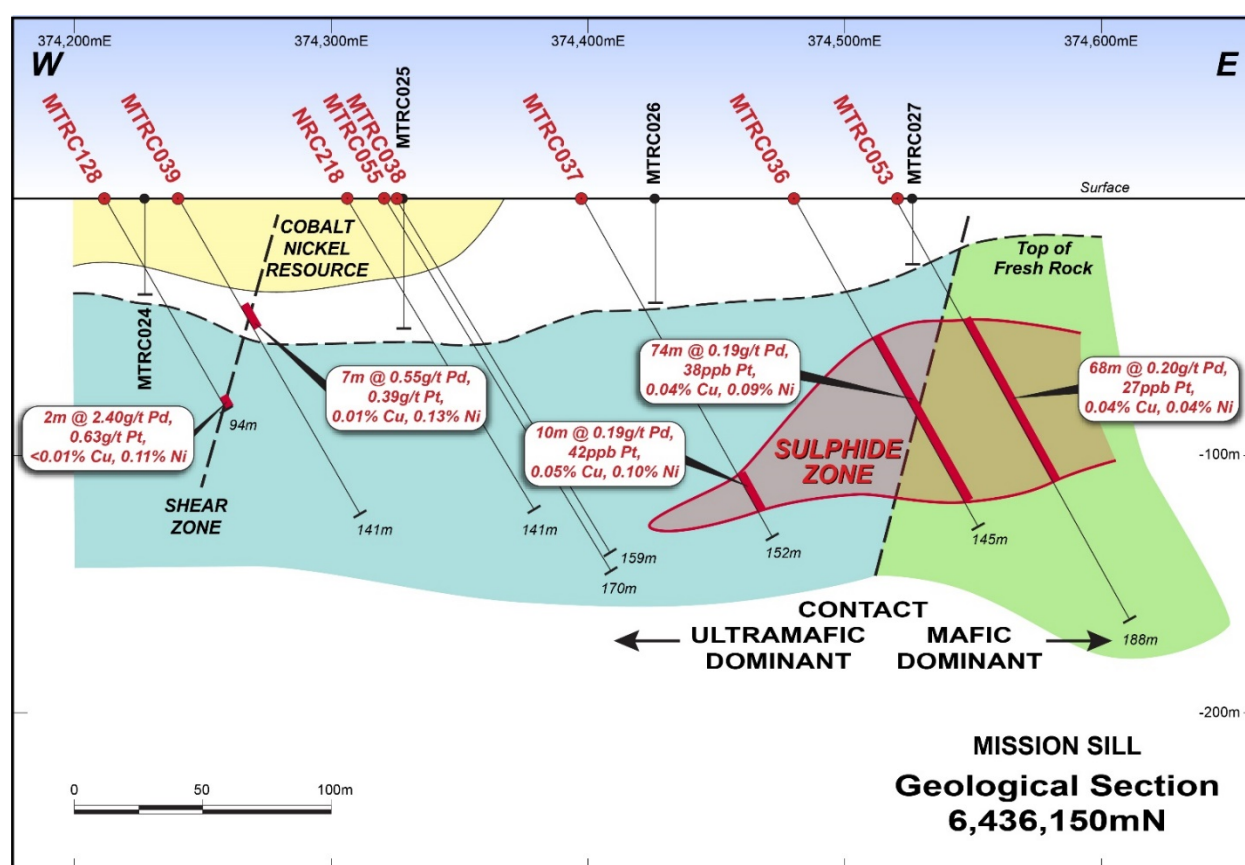 374,200mE
374,300mE
374,400mE
374,500mE
374,600mE
W
E
MTRC128
MTRC039
NRC218
MTRC055
MTRC038
MTRC025
MTRC037
MTRC026
MTRC036
MTRC053
MTRC027
Surface
COBALT
NICKEL
RESOURCE
Top of
Fresh Rock
MTRC024
74m @ 0.19g/t Pd,
38ppb Pt,
0.04% Cu, 0.09% Ni
68m @ 0.20g/t Pd,
27ppb Pt,
0.04% Cu, 0.04% Ni
7m @ 0.55g/t Pd,
0.39g/t Pt,
0.01% Cu, 0.13% Ni
2m @ 2.40g/t Pd,
0.63g/t Pt,
<0.01% Cu, 0.11% Ni
94m
10m @ 0.19g/t Pd,
42ppb Pt,
0.05% Cu, 0.10% Ni
SULPHIDE
ZONE
-100m
SHEAR
ZONE
141m
141m
159m
170m
152m
145m
188m
CONTACT
ULTRAMAFIC
DOMINANT
MAFIC
DOMINANT
-200m
MISSION SILL
Geological Section
6,436,150mN
0
50
100m